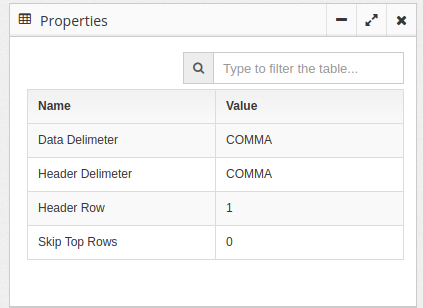 Properties
Type to filter the table...
Name Value
Data Delimeter COMMA
Header Delimeter COMMA
Header Row 1
Skip Top Rows 0